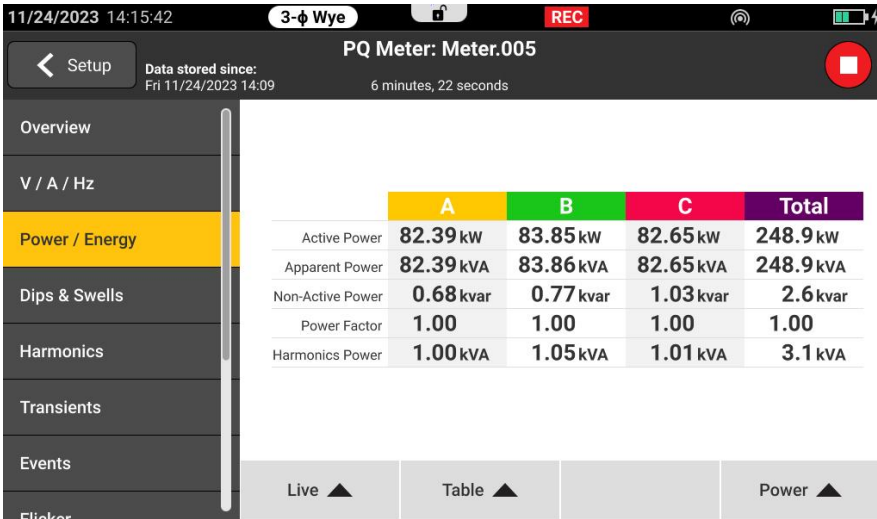 11/24/2023 14:15:42 3-ϕ Wye REC
PQ Meter: Meter.005
Setup
Data stored since:
Fri 11/24/2023 14:09 6 minutes, 22 seconds
Overview
V / A / Hz
Power / Energy
Dips & Swells
Harmonics
Transients
Events
Flicker
A B C Total
Active Power 82.39 kW 83.85 kW 82.65 kW 248.9 kW
Apparent Power 82.39 kVA 83.86 kVA 82.65 kVA 248.9 kVA
Non-Active Power 0.68 kvar 0.77 kvar 1.03 kvar 2.6 kvar
Power Factor 1.00 1.00 1.00 1.00
Harmonics Power 1.00 kVA 1.05 kVA 1.01 kVA 3.1 kVA
Live Table Power